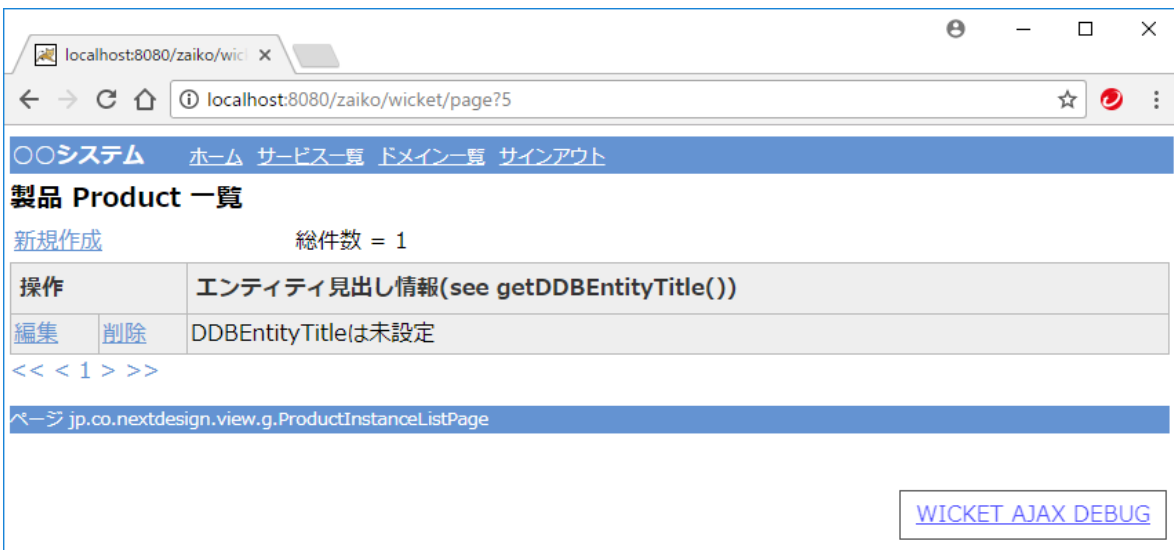 localhost:8080/zaiko/wic
localhost:8080/zaiko/wicket/page?5
○○システム ホーム サービス一覧 ドメイン一覧 サインアウト
製品 Product 一覧
新規作成 総件数 = 1
操作 エンティティ見出し情報(see getDDBEntityTitle())
編集 削除 DDBEntityTitleは未設定
<< < 1 > >>
ページ jp.co.nextdesign.view.g.ProductInstanceListPage
WICKET AJAX DEBUG